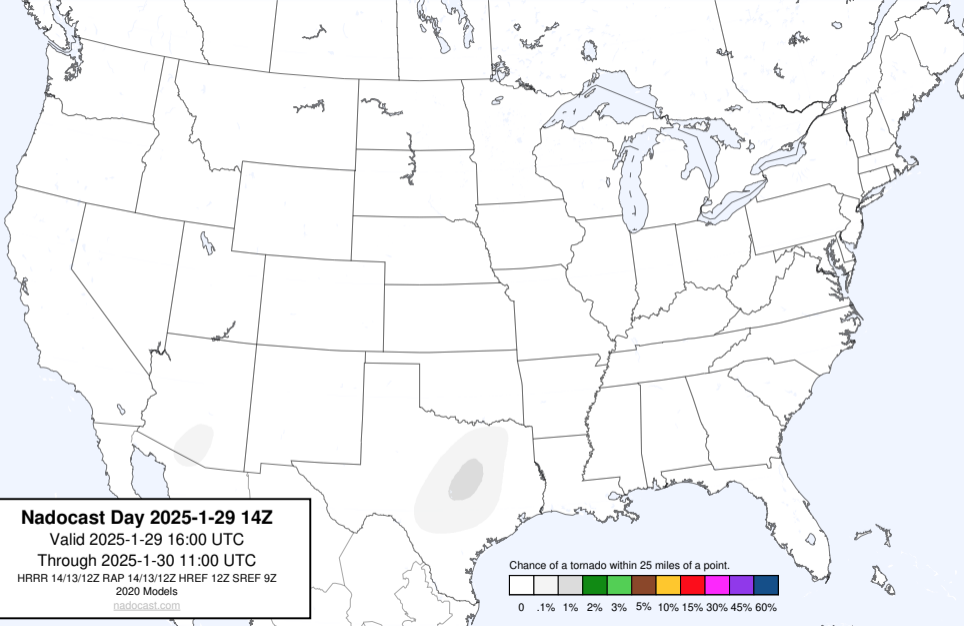 Nadocast Day 2025-1-29 14Z
Valid 2025-1-29 16:00 UTC
Through 2025-1-30 11:00 UTC
HRRR 14/13/12Z RAP 14/13/12Z HREF 12Z SREF 9Z
2020 Models
nadocast.com
Chance of a tornado within 25 miles of a point.
0 .1% 1% 2% 3% 5% 10% 15% 30% 45% 60%